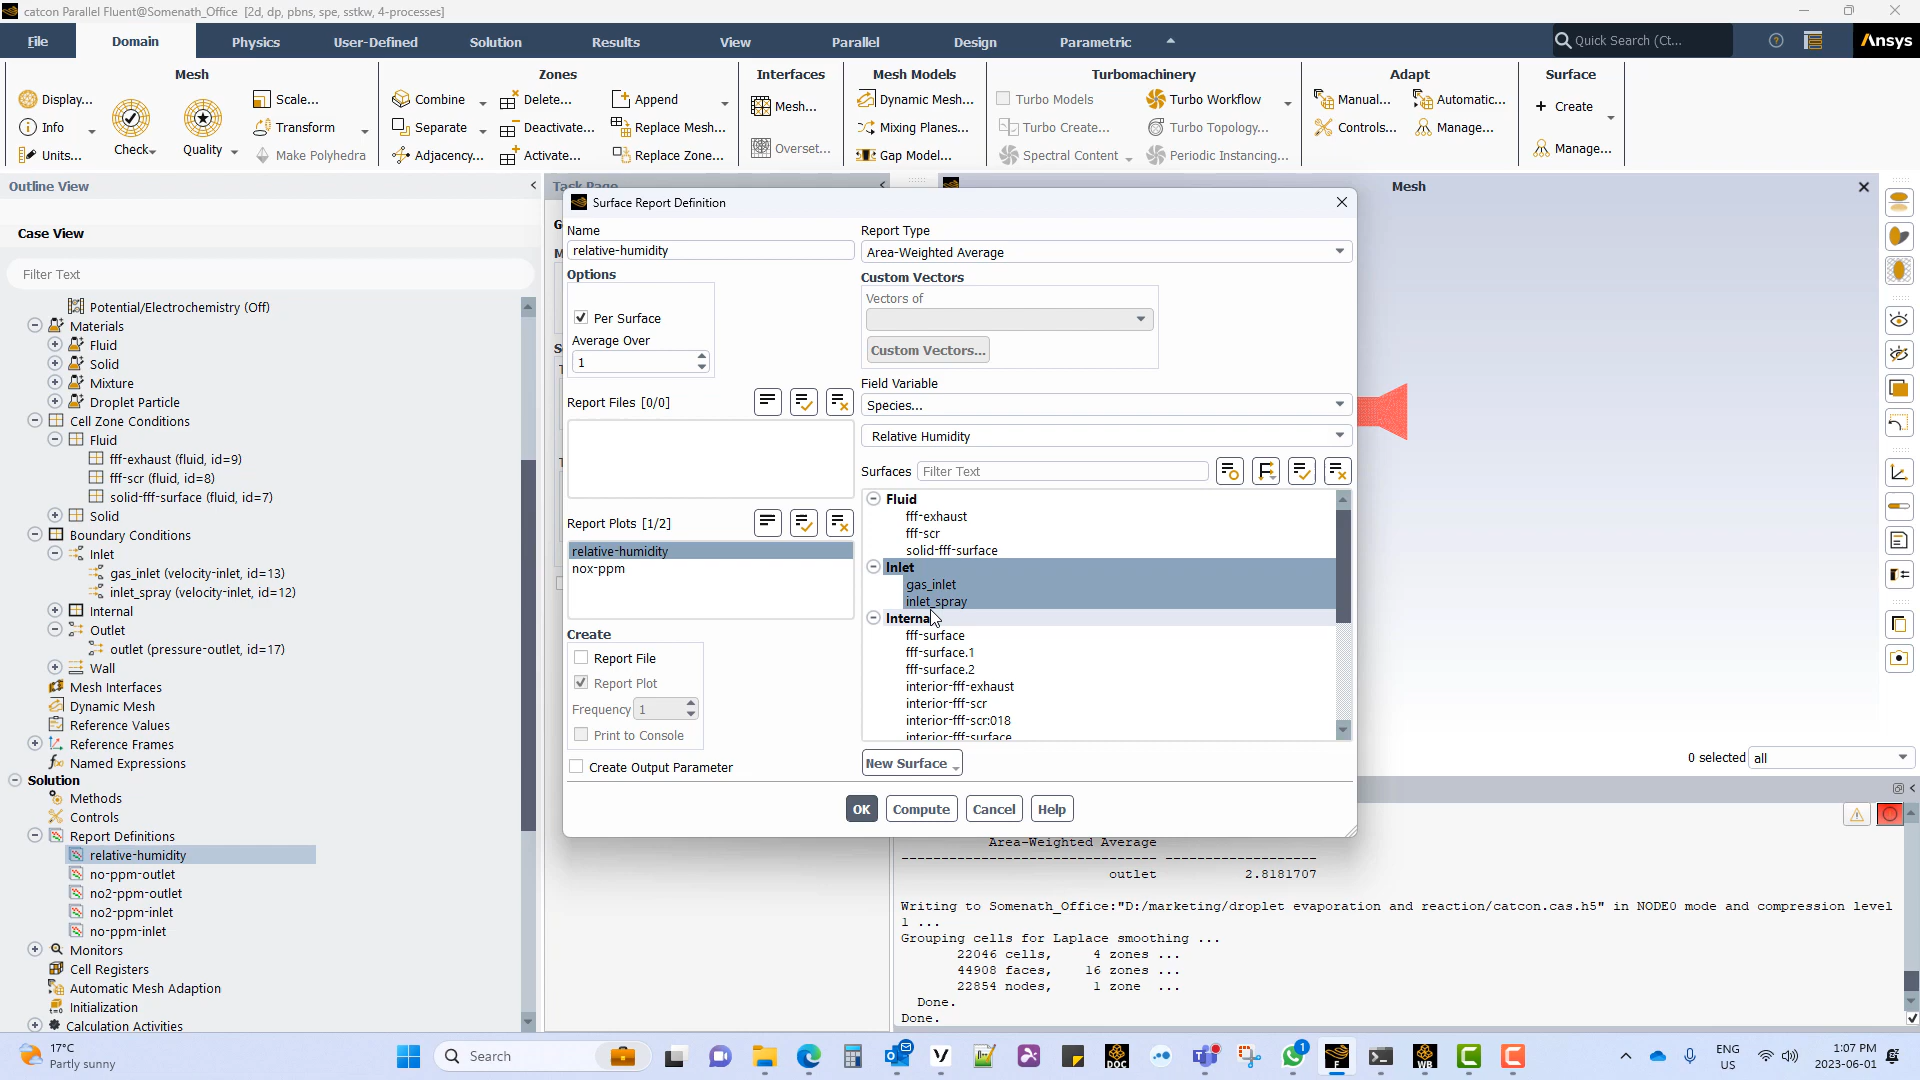 catcon Parallel Fluent@Somenath_Office [2d, dp, pbns, spe, sstkw, 4-processes]
File
Domain
Physics
User-Defined
Solution
Results
View
Parallel
Design
Parametric
Quick Search (Ct...
Ansys
Mesh
Display...
Info
Units...
Check
Quality
Scale...
Transform
Make Polyhedra
Zones
Combine
Separate
Adjacency...
Delete...
Deactivate...
Activate...
Append
Replace Mesh...
Replace Zone...
Interfaces
Mesh...
Overset...
Mesh Models
Dynamic Mesh...
Mixing Planes...
Gap Model...
Turbomachinery
Turbo Models
Turbo Create...
Spectral Content
Turbo Workflow
Turbo Topology...
Periodic Instancing...
Adapt
Manual...
Controls...
Automatic...
Manage...
Surface
Create
Manage...
Outline View
Case View
Filter Text
Potential/Electrochemistry (Off)
Materials
Fluid
Solid
Mixture
Droplet Particle
Cell Zone Conditions
Fluid
fff-exhaust (fluid, id=9)
fff-scr (fluid, id=8)
solid-fff-surface (fluid, id=7)
Solid
Boundary Conditions
Inlet
gas_inlet (velocity-inlet, id=13)
inlet_spray (velocity-inlet, id=12)
Internal
Outlet
outlet (pressure-outlet, id=17)
Wall
Mesh Interfaces
Dynamic Mesh
Reference Values
Reference Frames
Named Expressions
Solution
Methods
Controls
Report Definitions
relative-humidity
no-ppm-outlet
no2-ppm-outlet
no2-ppm-inlet
no-ppm-inlet
Monitors
Cell Registers
Automatic Mesh Adaption
Initialization
Calculation Activities
Task Page
Mesh
Surface Report Definition
Name
relative-humidity
Options
Per Surface
Average Over
1
Report Files [0/0]
Report Plots [1/2]
relative-humidity
nox-ppm
Create
Report File
Report Plot
Frequency 1
Print to Console
Create Output Parameter
Report Type
Area-Weighted Average
Custom Vectors
Vectors of
Custom Vectors...
Field Variable
Species...
Relative Humidity
Surfaces
Filter Text
Fluid
fff-exhaust
fff-scr
solid-fff-surface
Inlet
gas_inlet
inlet_spray
Interna
fff-surface
fff-surface.1
fff-surface.2
interior-fff-exhaust
interior-fff-scr
interior-fff-scr:018
interior-fff-surface
New Surface
OK
Compute
Cancel
Help
0 selected
all
Area-Weighted Average
-------------------------------- --------------------
outlet 2.8181707
Writing to Somenath_Office:"D:/marketing/droplet evaporation and reaction/catcon.cas.h5" in NODE0 mode and compression level
1 ...
Grouping cells for Laplace smoothing ...
22046 cells, 4 zones ...
44908 faces, 16 zones ...
22854 nodes, 1 zone ...
Done.
Done.
17°C
Partly sunny
Search
DOC
F
WB
1
ENG
US
1:07 PM
2023-06-01